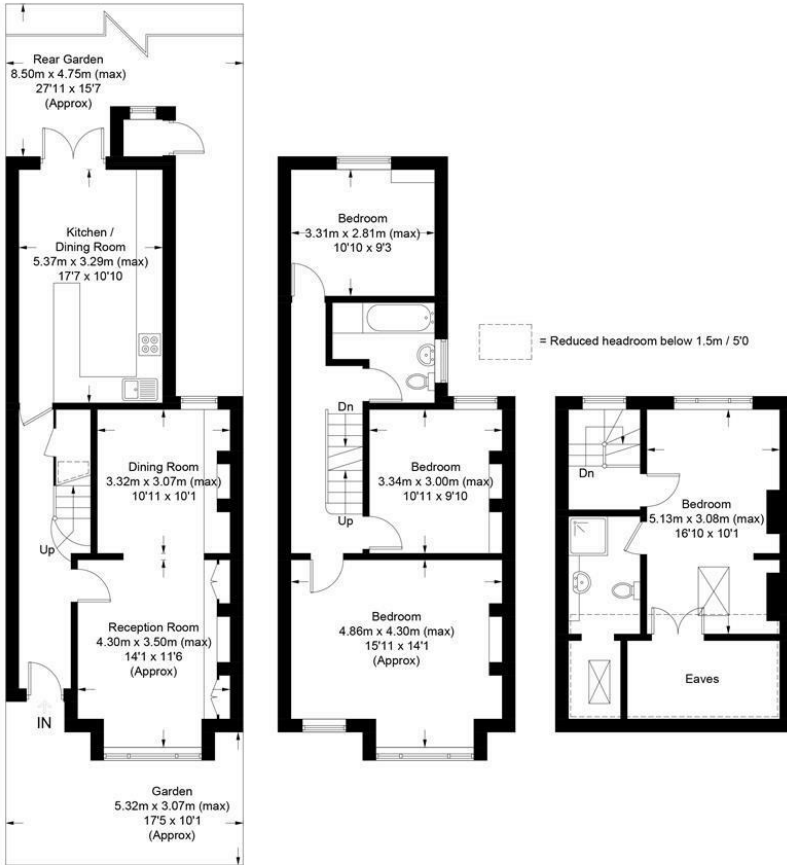 Rear Garden
8.50m x 4.75m (max)
27'11 x 15'7
(Approx)
Kitchen /
Dining Room
5.37m x 3.29m (max)
17'7 x 10'10
Dining Room
3.32m x 3.07m (max)
10'11 x 10'1
Up
Reception Room
4.30m x 3.50m (max)
14'1 x 11'6
(Approx)
IN
Garden
5.32m x 3.07m (max)
17'5 x 10'1
(Approx)
Bedroom
3.31m x 2.81m (max)
10'10 x 9'3
Dn
Bedroom
3.34m x 3.00m (max)
10'11 x 9'10
Up
Bedroom
4.86m x 4.30m (max)
15'11 x 14'1
(Approx)
= Reduced headroom below 1.5m / 5'0
Dn
Bedroom
5.13m x 3.08m (max)
16'10 x 10'1
Eaves